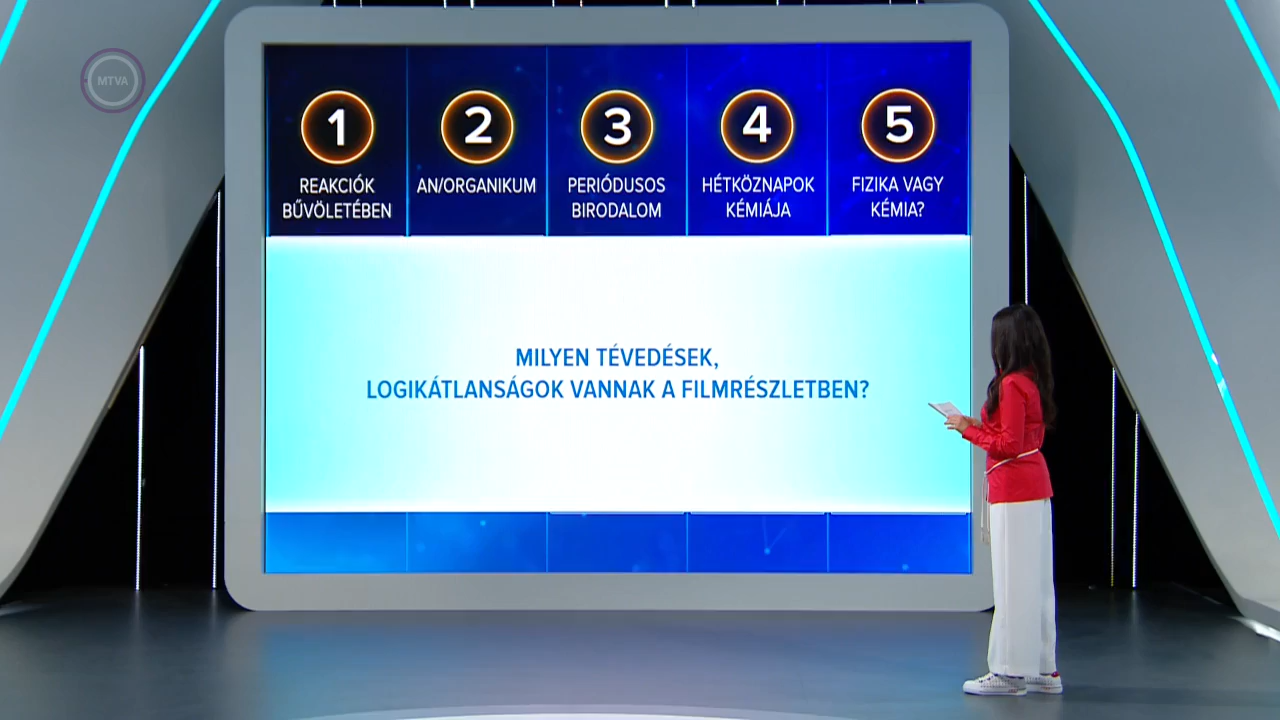 MTVA
1
2
3
4
5
REAKCIÓK
BŰVÖLETÉBEN
AN/ORGANIKUM
PERIÓDUSOS
BIRODALOM
HÉTKÖZNAPOK
KÉMIÁJA
FIZIKA VAGY
KÉMIA?
MILYEN TÉVEDÉSEK,
LOGIKÁTLANSÁGOK VANNAK A FILMRÉSZLETBEN?